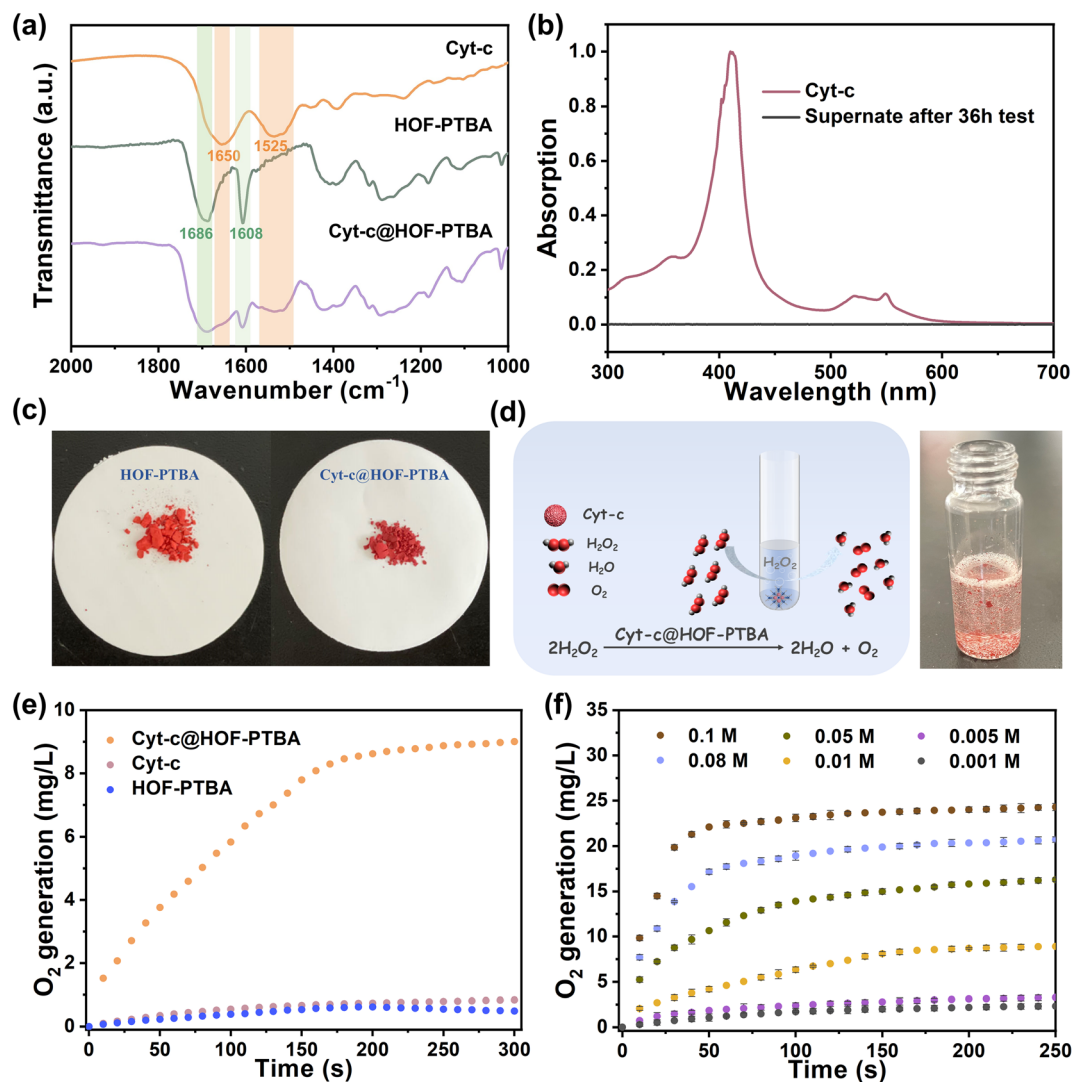 (a)
Cyt-c
HOF-PTBA
Cyt-c@HOF-PTBA
1650
1525
1686
1608
Transmittance (a.u.)
2000
1800
1600
1400
1200
1000
Wavenumber (cm⁻¹)
(b)
Cyt-c
Supernate after 36h test
Absorption
1.0
0.8
0.6
0.4
0.2
0.0
300
400
500
600
700
Wavelength (nm)
(c)
HOF-PTBA
Cyt-c@HOF-PTBA
(d)
Cyt-c
H₂O₂
H₂O
O₂
H₂O₂
Cyt-c@HOF-PTBA
2H₂O₂
2H₂O + O₂
(e)
Cyt-c@HOF-PTBA
Cyt-c
HOF-PTBA
O₂ generation (mg/L)
10
8
6
4
2
0
0
50
100
150
200
250
300
Time (s)
(f)
0.1 M
0.05 M
0.005 M
0.08 M
0.01 M
0.001 M
O₂ generation (mg/L)
35
30
25
20
15
10
5
0
0
50
100
150
200
250
Time (s)